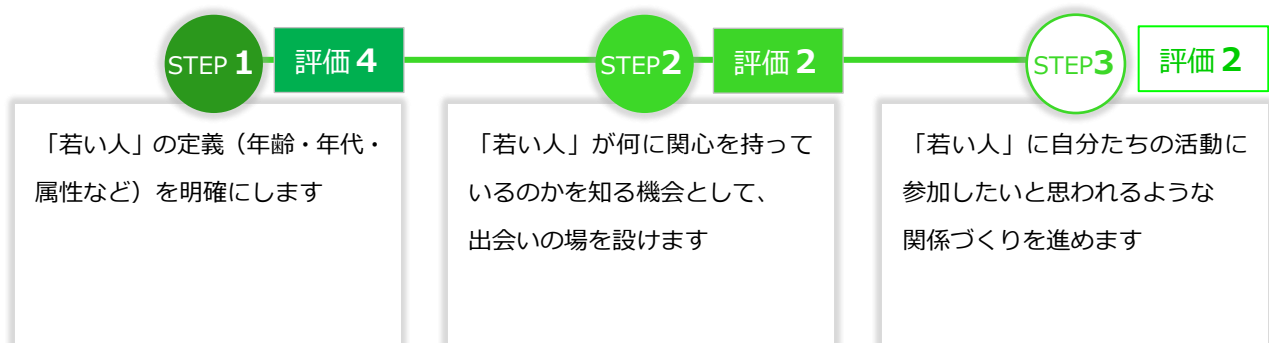 STEP 1 評価 4
「若い人」の定義（年齢・年代・
属性など）を明確にします
STEP2 評価 2
「若い人」が何に関心を持って
いるのかを知る機会として、
出会いの場を設けます
STEP3 評価 2
「若い人」に自分たちの活動に
参加したいと思われるような
関係づくりを進めます